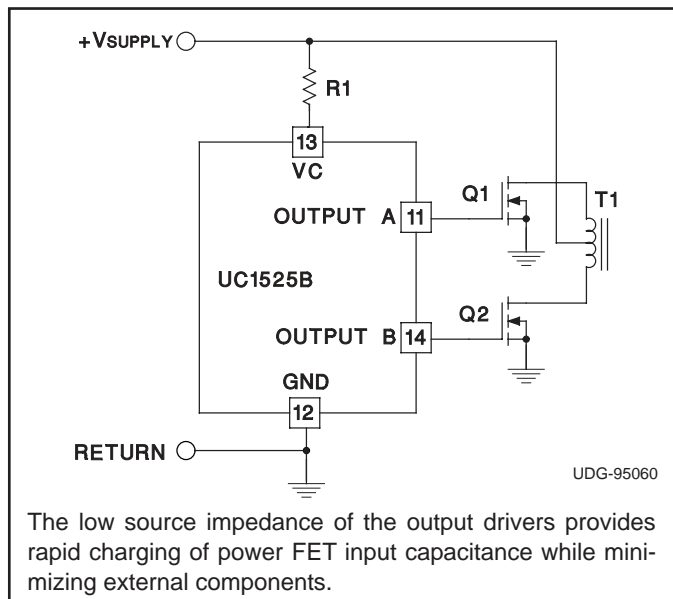 +VSUPPLY
R1
13
VC
OUTPUT A 11
Q1
T1
UC1525B
OUTPUT B 14
Q2
GND
12
RETURN
UDG-95060
The low source impedance of the output drivers provides
rapid charging of power FET input capacitance while mini-
mizing external components.